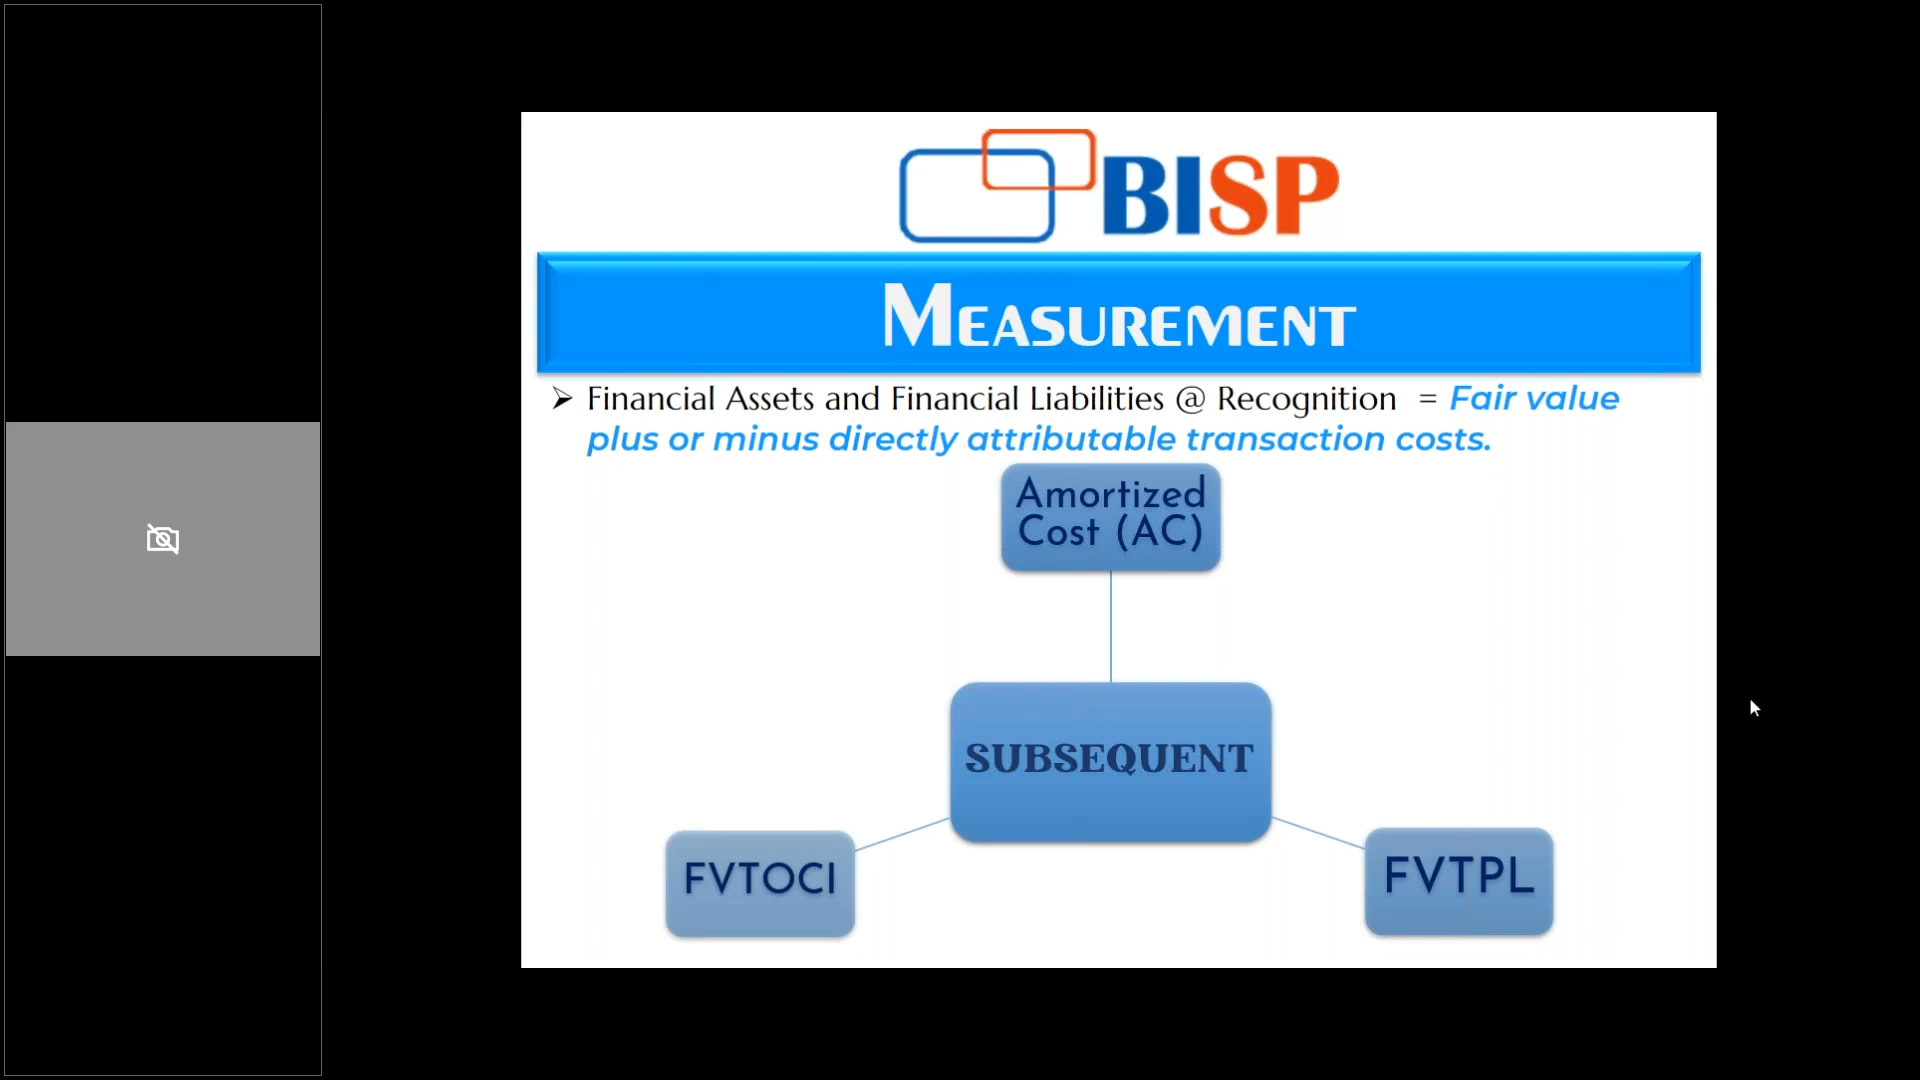 BISP
MEASUREMENT
➢ Financial Assets and Financial Liabilities @ Recognition = Fair value
plus or minus directly attributable transaction costs.
Amortized
Cost (AC)
SUBSEQUENT
FVTOCI
FVTPL